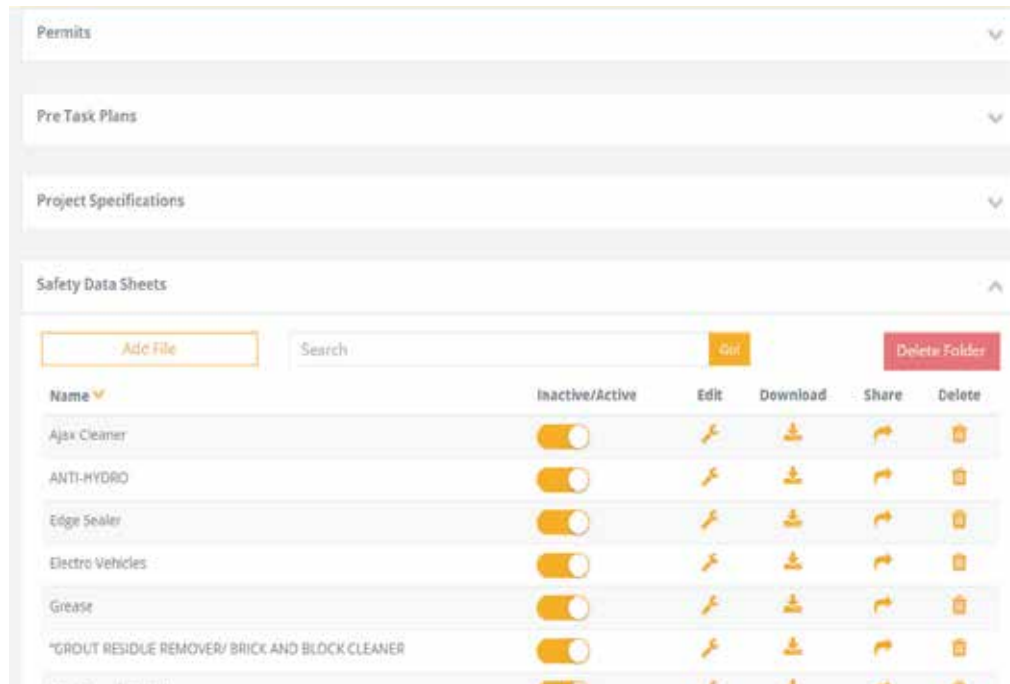 Permits
Pre Task Plans
Project Specifications
Safety Data Sheets
Add File Search Go! Delete Folder
Name Inactive/Active Edit Download Share Delete
Ajax Cleaner
ANTI-HYDRO
Edge Sealer
Electro Vehicles
Grease
"GROUT RESIDUE REMOVER/ BRICK AND BLOCK CLEANER